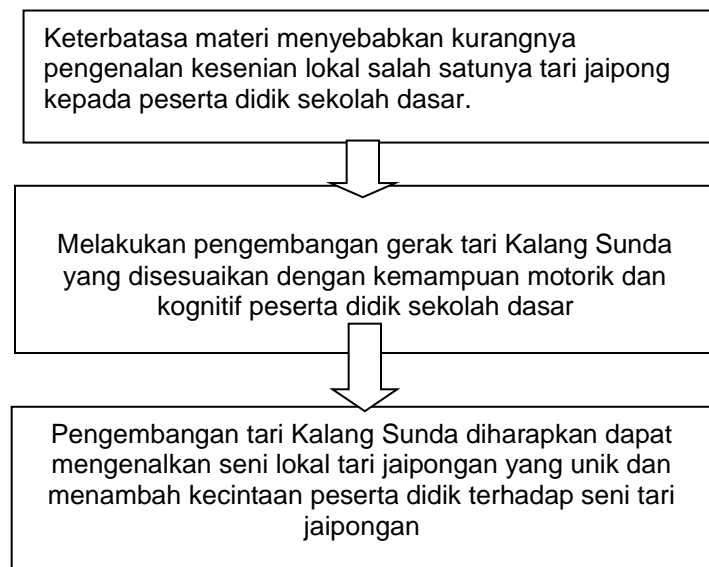 Keterbatasa materi menyebabkan kurangnya
pengenalan kesenian lokal salah satunya tari jaipong
kepada peserta didik sekolah dasar.
Melakukan pengembangan gerak tari Kalang Sunda
yang disesuaikan dengan kemampuan motorik dan
kognitif peserta didik sekolah dasar
Pengembangan tari Kalang Sunda diharapkan dapat
mengenalkan seni lokal tari jaipongan yang unik dan
menambah kecintaan peserta didik terhadap seni tari
jaipongan